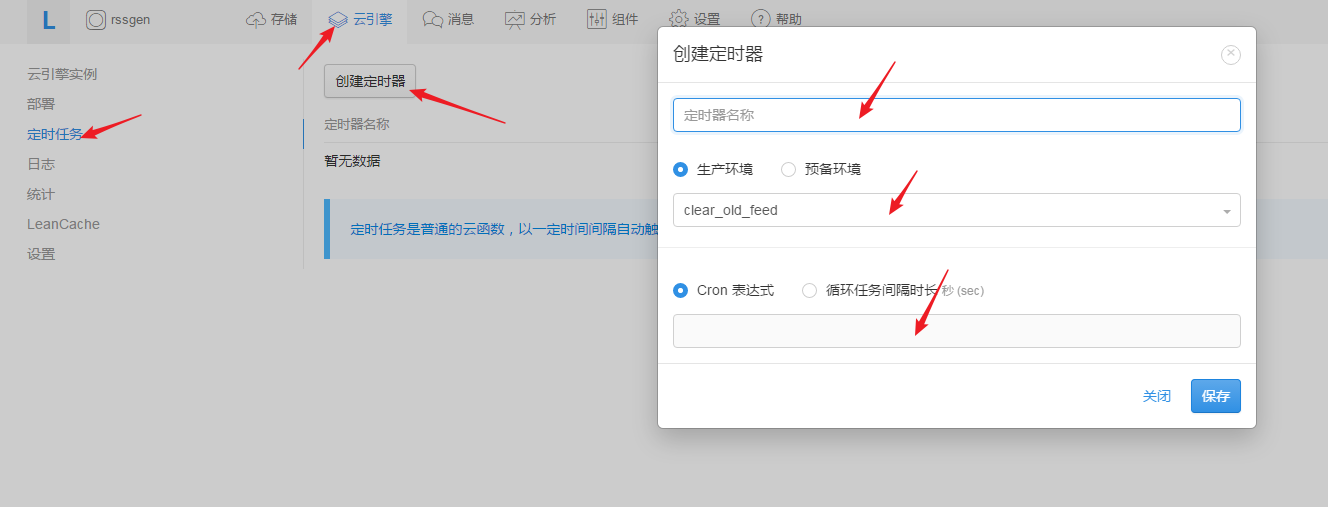 L rssgen 存储 云引擎 消息 分析 组件 设置 ? 帮助
云引擎实例
部署
定时任务
日志
统计
LeanCache
设置
创建定时器
定时器名称
暂无数据
定时任务是普通的云函数，以一定时间间隔自动触
创建定时器
定时器名称
生产环境 预备环境
clear_old_feed
Cron 表达式 循环任务间隔时长 秒 (sec)
关闭 保存